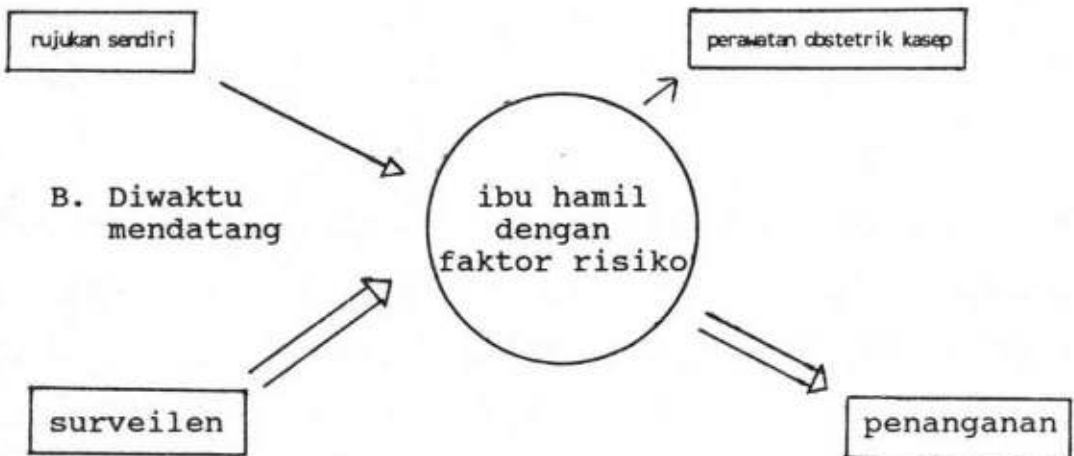 rujukan sendiri
perawatan obstetrik kasep
B. Diwaktu
mendatang
ibu hamil
dengan
faktor risiko
surveilen
penanganan